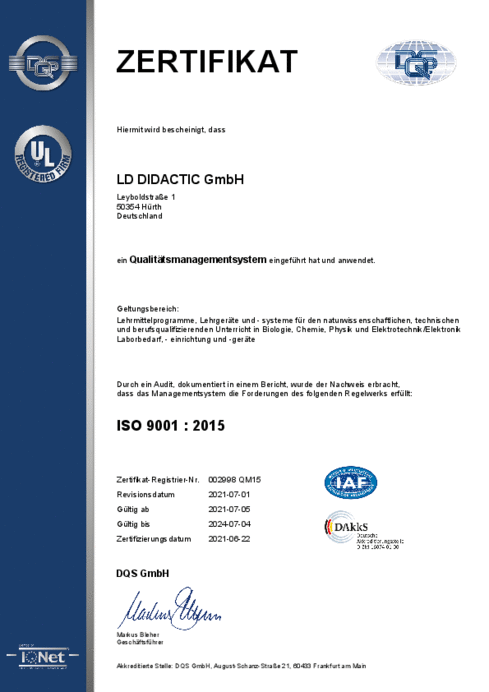 DQS
ZERTIFIKAT
DQS
UL
REGISTERED FIRM
Hiermit wird bescheinigt, dass
LD DIDACTIC GmbH
Leyboldstraße 1
50354 Hürth
Deutschland
ein Qualitätsmanagementsystem eingeführt hat und anwendet.
Geltungsbereich:
Lehrmittelprogramme, Lehrgeräte und - systeme für den naturwissenschaftlichen, technischen
und berufsqualifizierenden Unterricht in Biologie, Chemie, Physik und Elektrotechnik/Elektronik
Laborbedarf, - einrichtung und -geräte
Durch ein Audit, dokumentiert in einem Bericht, wurde der Nachweis erbracht,
dass das Managementsystem die Forderungen des folgenden Regelwerks erfüllt:
ISO 9001 : 2015
Zertifikat-Registrier-Nr. 002998 QM15
Revisionsdatum 2021-07-01
Gültig ab 2021-07-05
Gültig bis 2024-07-04
Zertifizierungsdatum 2021-06-22
IAF
DAkkS
Deutsche
Akkreditierungsstelle
DQS GmbH
Markus Bleher
Geschäftsführer
IQNet
Akkreditierte Stelle: DQS GmbH, August-Schanz-Straße 21, 60433 Frankfurt am Main